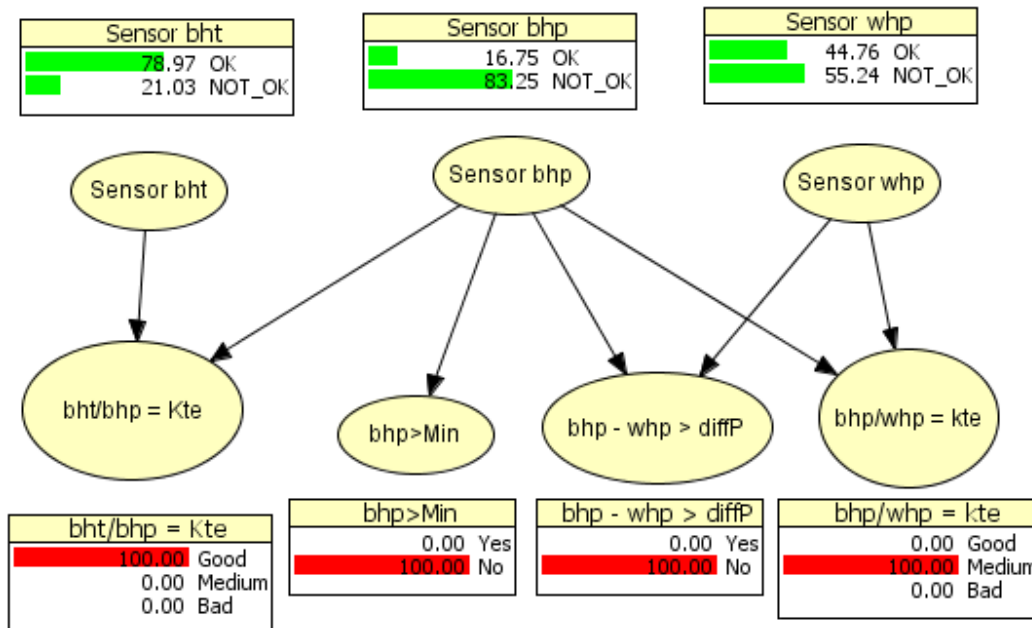 Sensor bht
78.97 OK
21.03 NOT_OK
Sensor bhp
16.75 OK
83.25 NOT_OK
Sensor whp
44.76 OK
55.24 NOT_OK
Sensor bht
Sensor bhp
Sensor whp
bht/bhp = Kte
bhp>Min
bhp - whp > diffP
bhp/whp = kte
bht/bhp = Kte
100.00 Good
0.00 Medium
0.00 Bad
bhp>Min
0.00 Yes
100.00 No
bhp - whp > diffP
0.00 Yes
100.00 No
bhp/whp = kte
0.00 Good
100.00 Medium
0.00 Bad